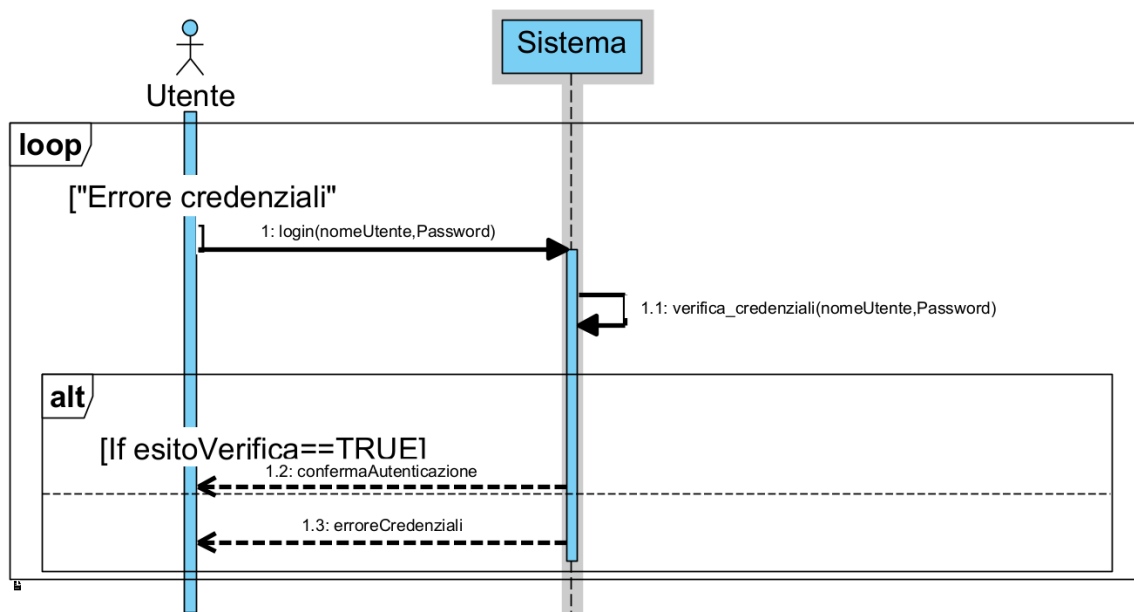 Sistema
Utente
loop
["Errore credenziali"
1: login(nomeUtente,Password)
1.1: verifica_credenziali(nomeUtente,Password)
alt
[If esitoVerifica==TRUE]
1.2: confermaAutenticazione
1.3: erroreCredenziali